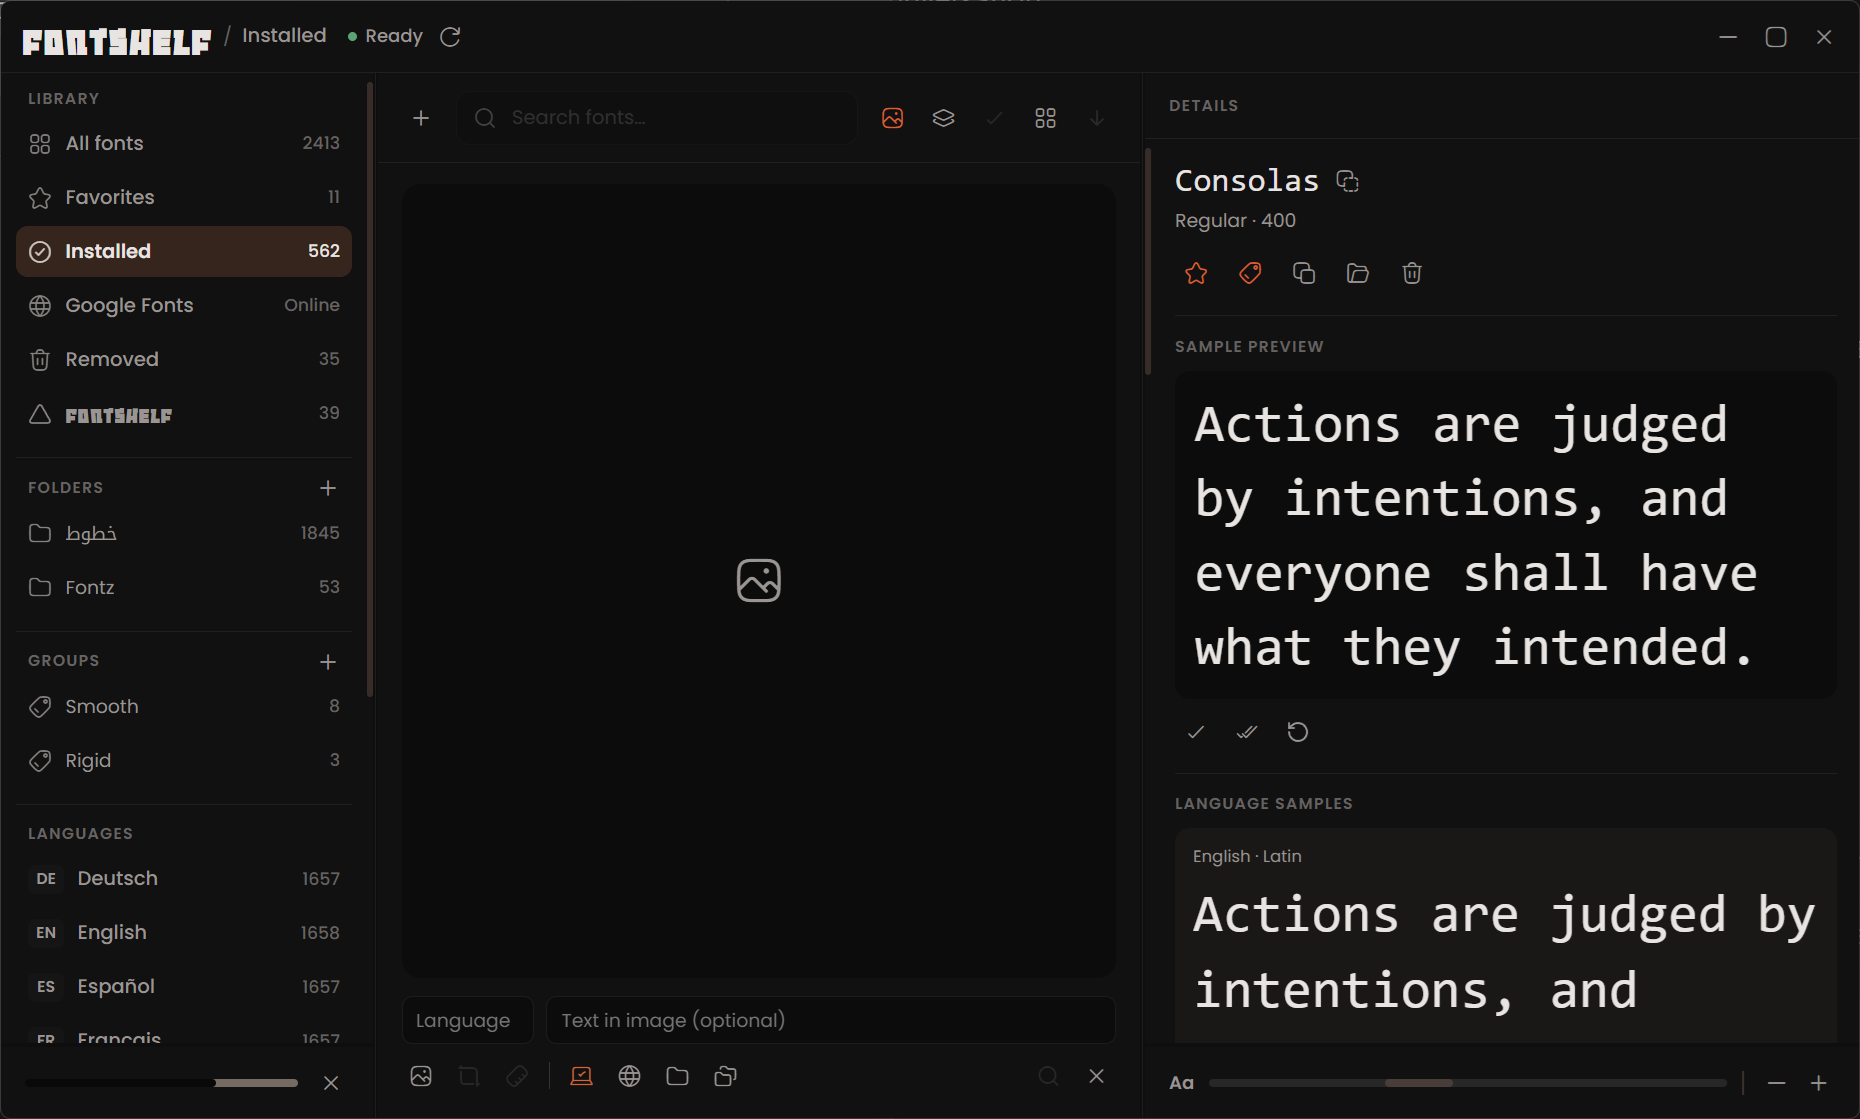 FONTSHELF / Installed Ready
LIBRARY
All fonts 2413
Favorites 11
Installed 562
Google Fonts Online
Removed 35
FONTSHELF 39
FOLDERS
خطوط 1845
Fontz 53
GROUPS
Smooth 8
Rigid 3
LANGUAGES
DE Deutsch 1657
EN English 1658
ES Español 1657
FR Français 1657
Search fonts...
Language
Text in image (optional)
DETAILS
Consolas
Regular · 400
SAMPLE PREVIEW
Actions are judged
by intentions, and
everyone shall have
what they intended.
LANGUAGE SAMPLES
English · Latin
Actions are judged by
intentions, and
Aa